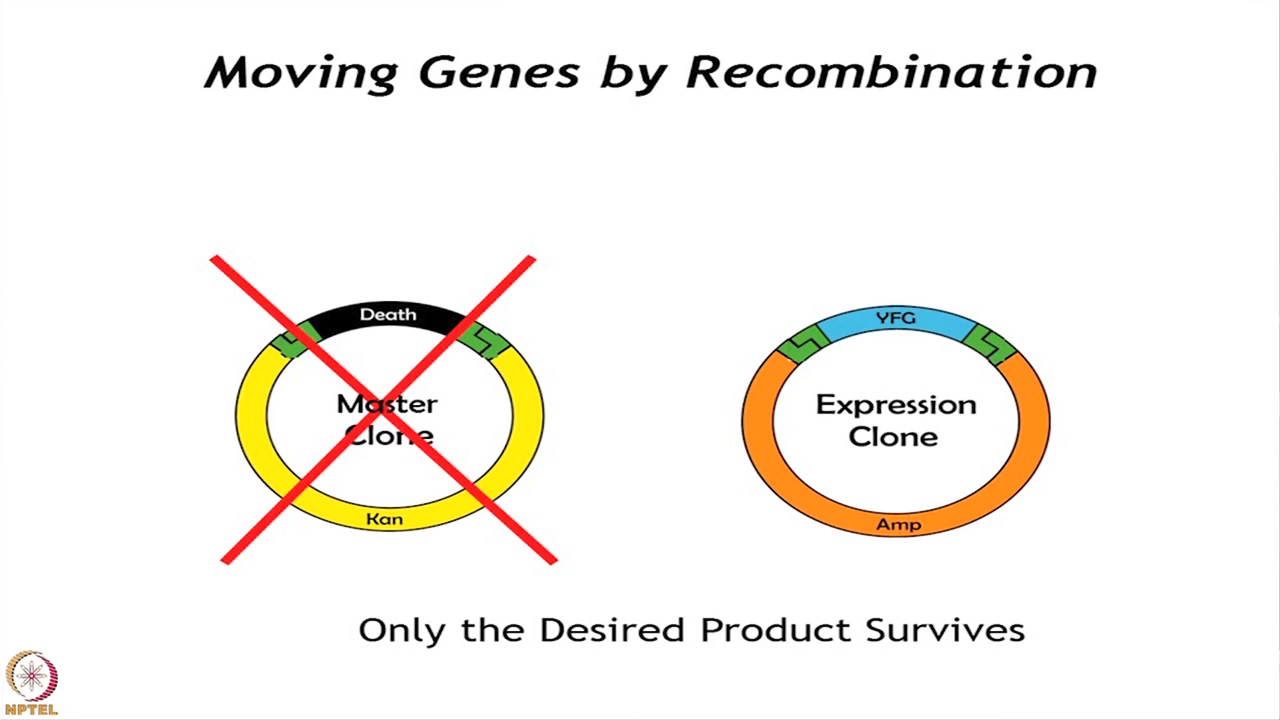 Moving Genes by Recombination
Death
Master
Clone
Kan
YFG
Expression
Clone
Amp
Only the Desired Product Survives
NPTEL